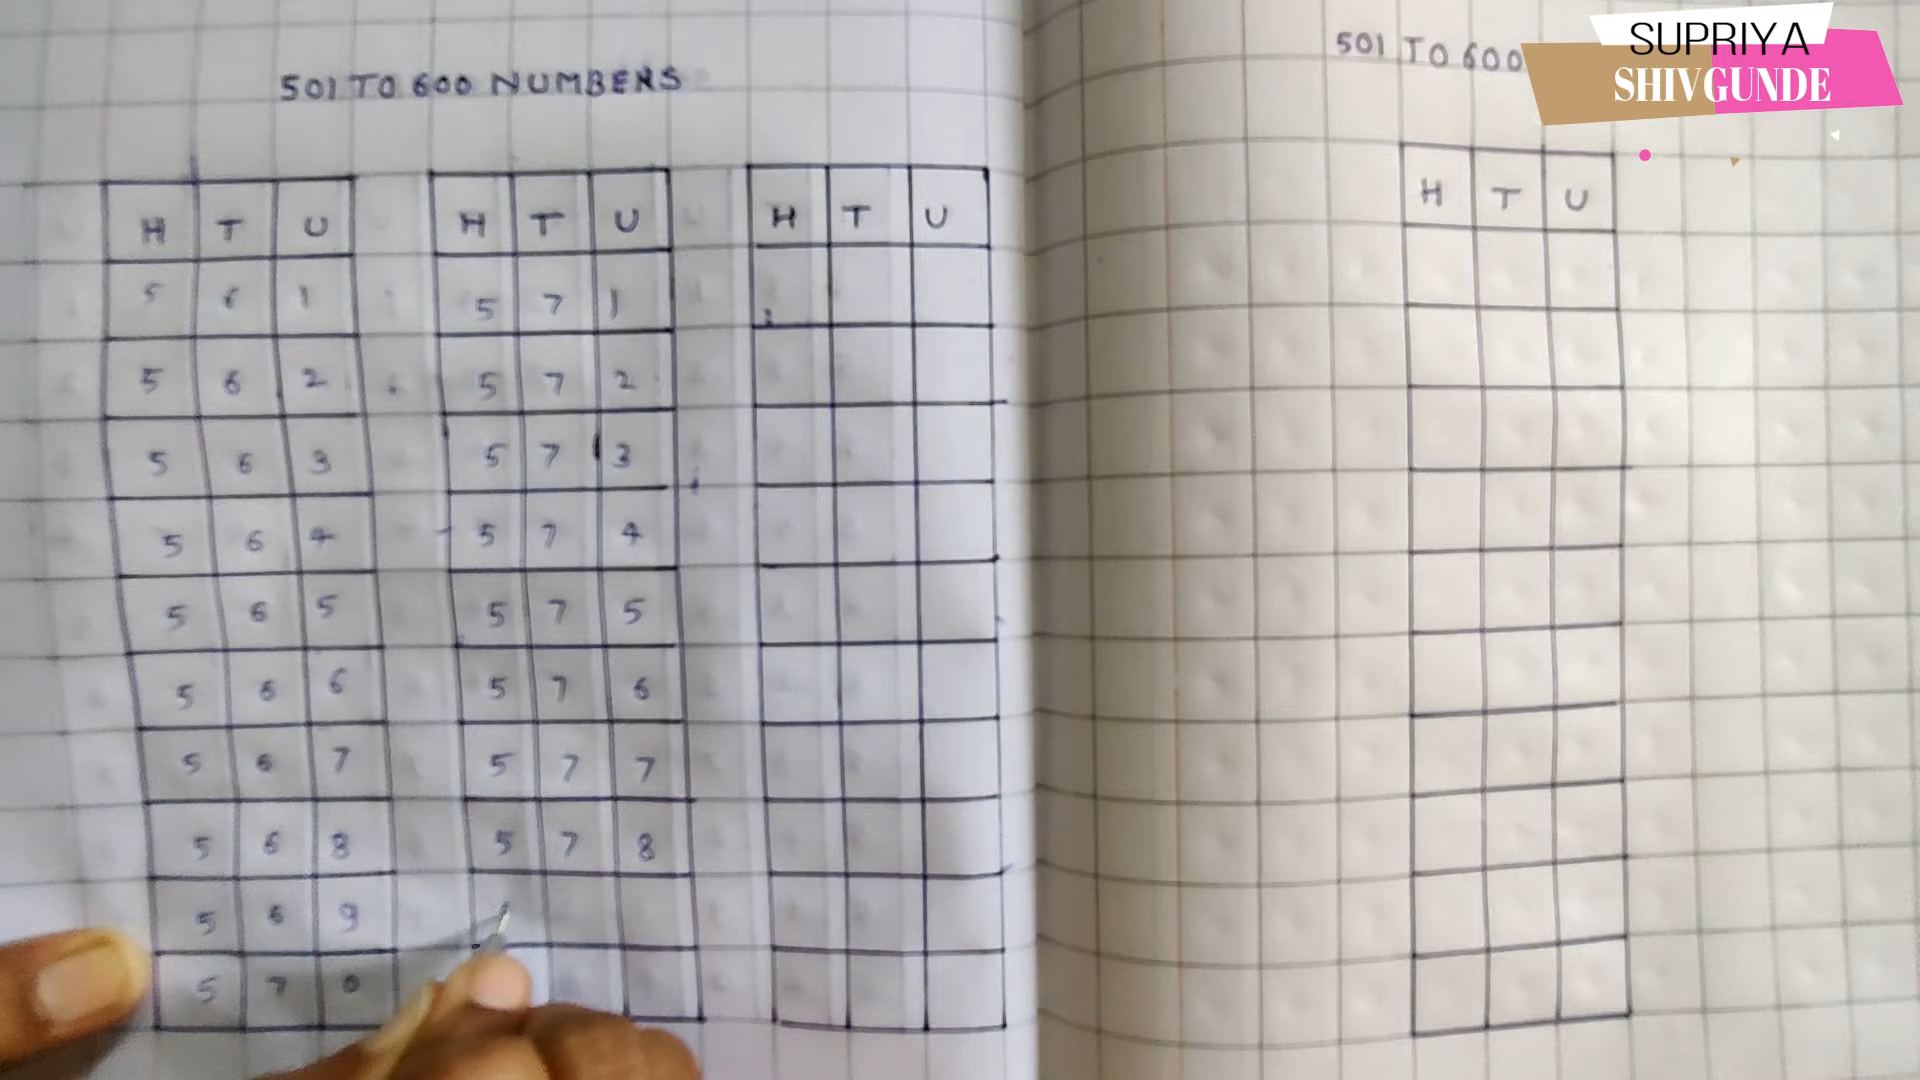 501 TO 600 NUMBERS
H T U
5 6 1
5 6 2
5 6 3
5 6 4
5 6 5
5 6 6
5 6 7
5 6 8
5 6 9
5 7 0
H T U
5 7 1
5 7 2
5 7 3
5 7 4
5 7 5
5 7 6
5 7 7
5 7 8
H T U
501 TO 600
H T U
SUPRIYA
SHIVGUNDE